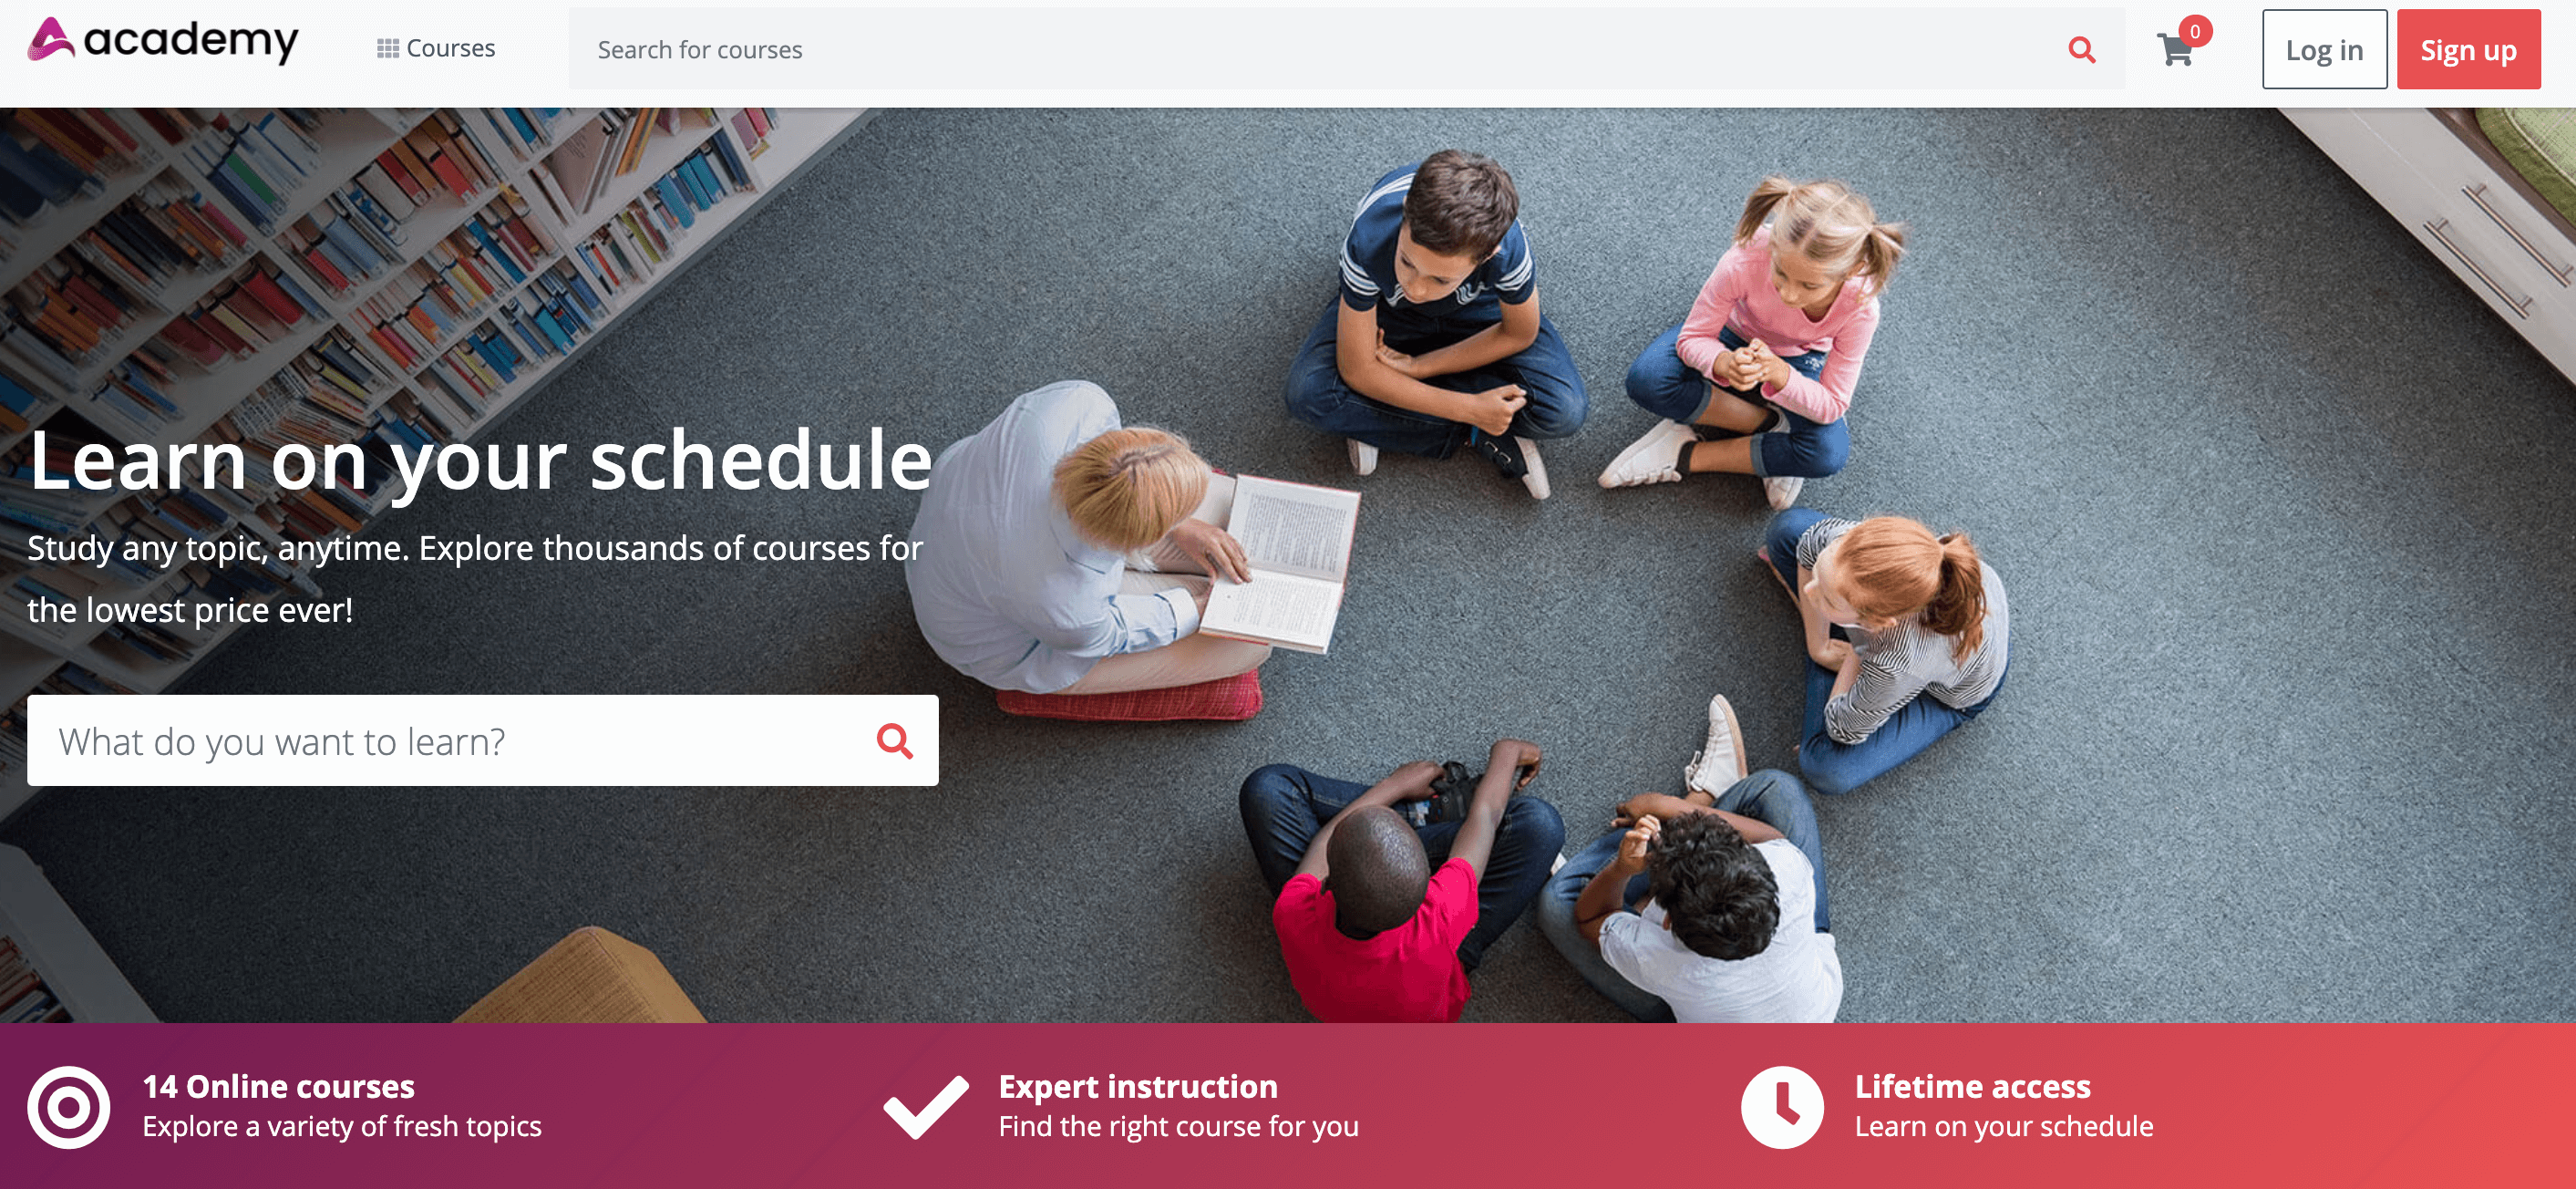 academy
Courses
Search for courses
0
Log in
Sign up
Learn on your schedule
Study any topic, anytime. Explore thousands of courses for
the lowest price ever!
What do you want to learn?
14 Online courses
Explore a variety of fresh topics
Expert instruction
Find the right course for you
Lifetime access
Learn on your schedule